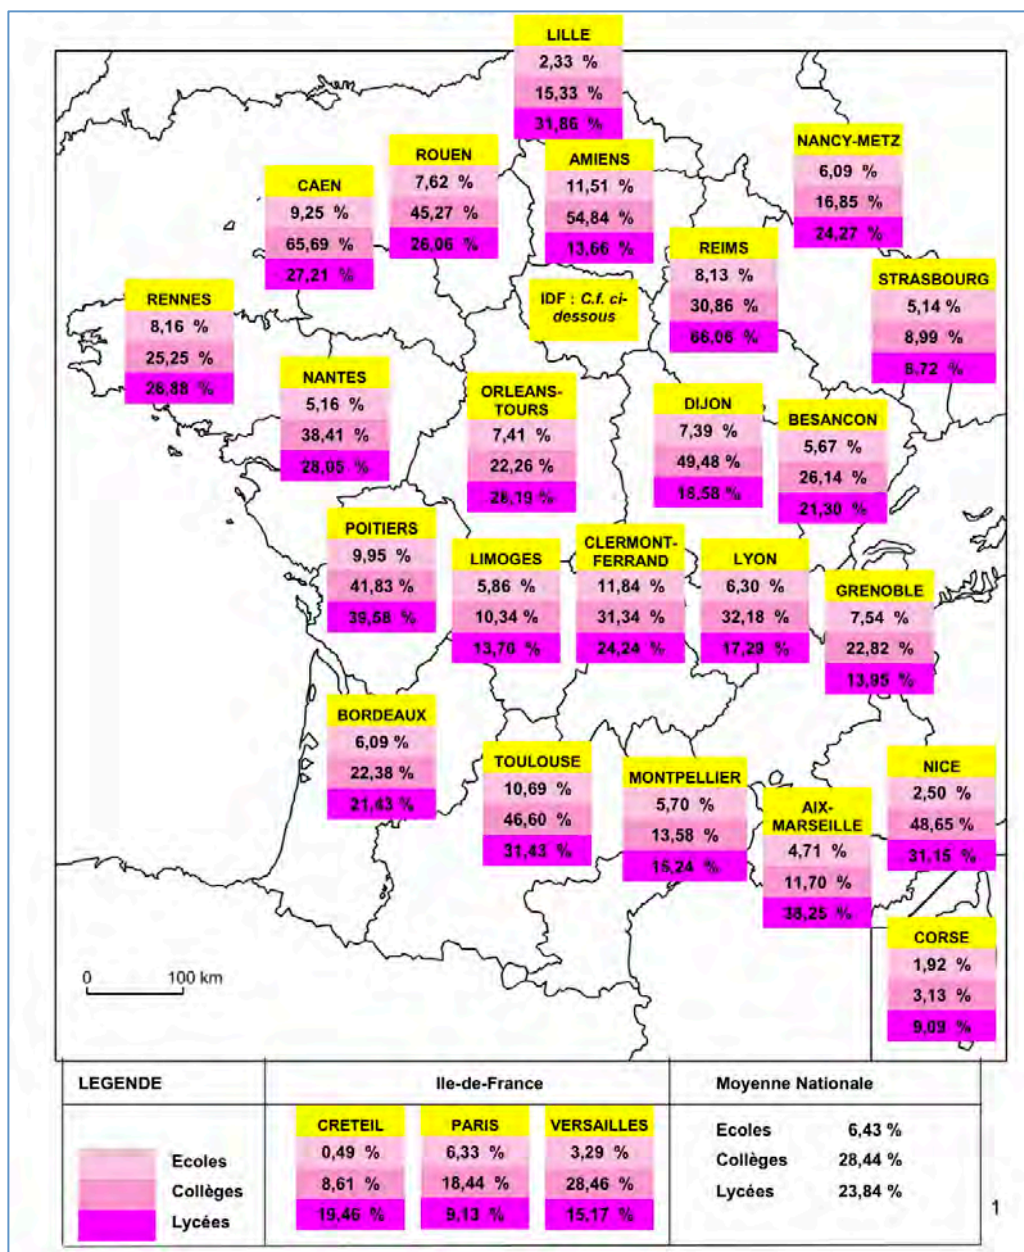 LILLE
2,33 %
15,33 %
31,86 %
NANCY-METZ
6,09 %
16,85 %
24,27 %
ROUEN
7,62 %
45,27 %
26,06 %
AMIENS
11,51 %
54,84 %
13,66 %
CAEN
9,25 %
65,69 %
27,21 %
REIMS
8,13 %
30,86 %
66,06 %
STRASBOURG
5,14 %
8,99 %
8,72 %
RENNES
8,16 %
25,25 %
26,88 %
IDF : C.f. ci-
dessous
NANTES
5,16 %
38,41 %
28,05 %
ORLEANS-
TOURS
7,41 %
22,26 %
28,19 %
DIJON
7,39 %
49,48 %
18,58 %
BESANCON
5,67 %
26,14 %
21,30 %
POITIERS
9,95 %
41,83 %
39,58 %
LIMOGES
5,86 %
10,34 %
13,70 %
CLERMONT-
FERRAND
11,84 %
31,34 %
24,24 %
LYON
6,30 %
32,18 %
17,29 %
GRENOBLE
7,54 %
22,82 %
13,95 %
BORDEAUX
6,09 %
22,38 %
21,43 %
TOULOUSE
10,69 %
46,60 %
31,43 %
MONTPELLIER
5,70 %
13,58 %
15,24 %
AIX-
MARSEILLE
4,71 %
11,70 %
38,25 %
NICE
2,50 %
48,65 %
31,15 %
CORSE
1,92 %
3,13 %
9,09 %
0 100 km
LEGENDE
Ecoles
Collèges
Lycées
Ile-de-France
CRETEIL
0,49 %
8,61 %
19,46 %
PARIS
6,33 %
18,44 %
9,13 %
VERSAILLES
3,29 %
28,46 %
15,17 %
Moyenne Nationale
Ecoles 6,43 %
Collèges 28,44 %
Lycées 23,84 %
1